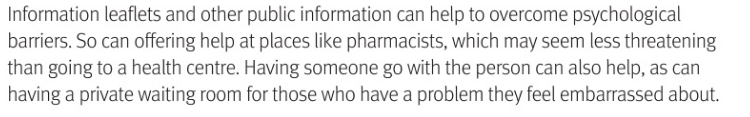 Information leaflets and other public information can help to overcome psychological
barriers. So can offering help at places like pharmacists, which may seem less threatening
than going to a health centre. Having someone go with the person can also help, as can
having a private waiting room for those who have a problem they feel embarrassed about.